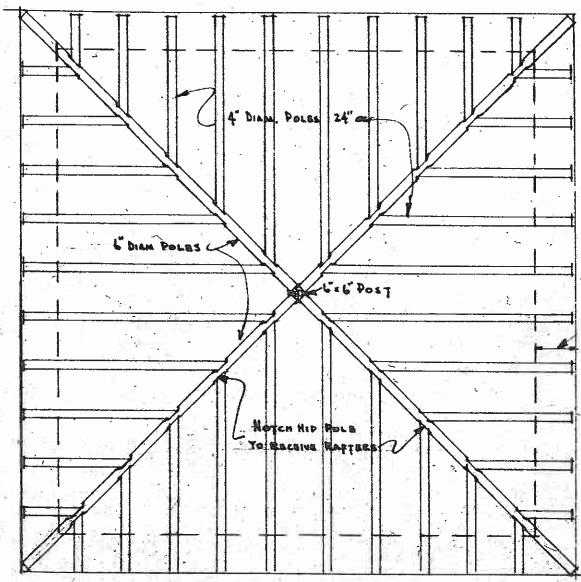 4" DIAM. POLES 24" OC
6" DIAM POLES
6"x6" POST
NOTCH HIP POLE
TO RECEIVE RAFTERS